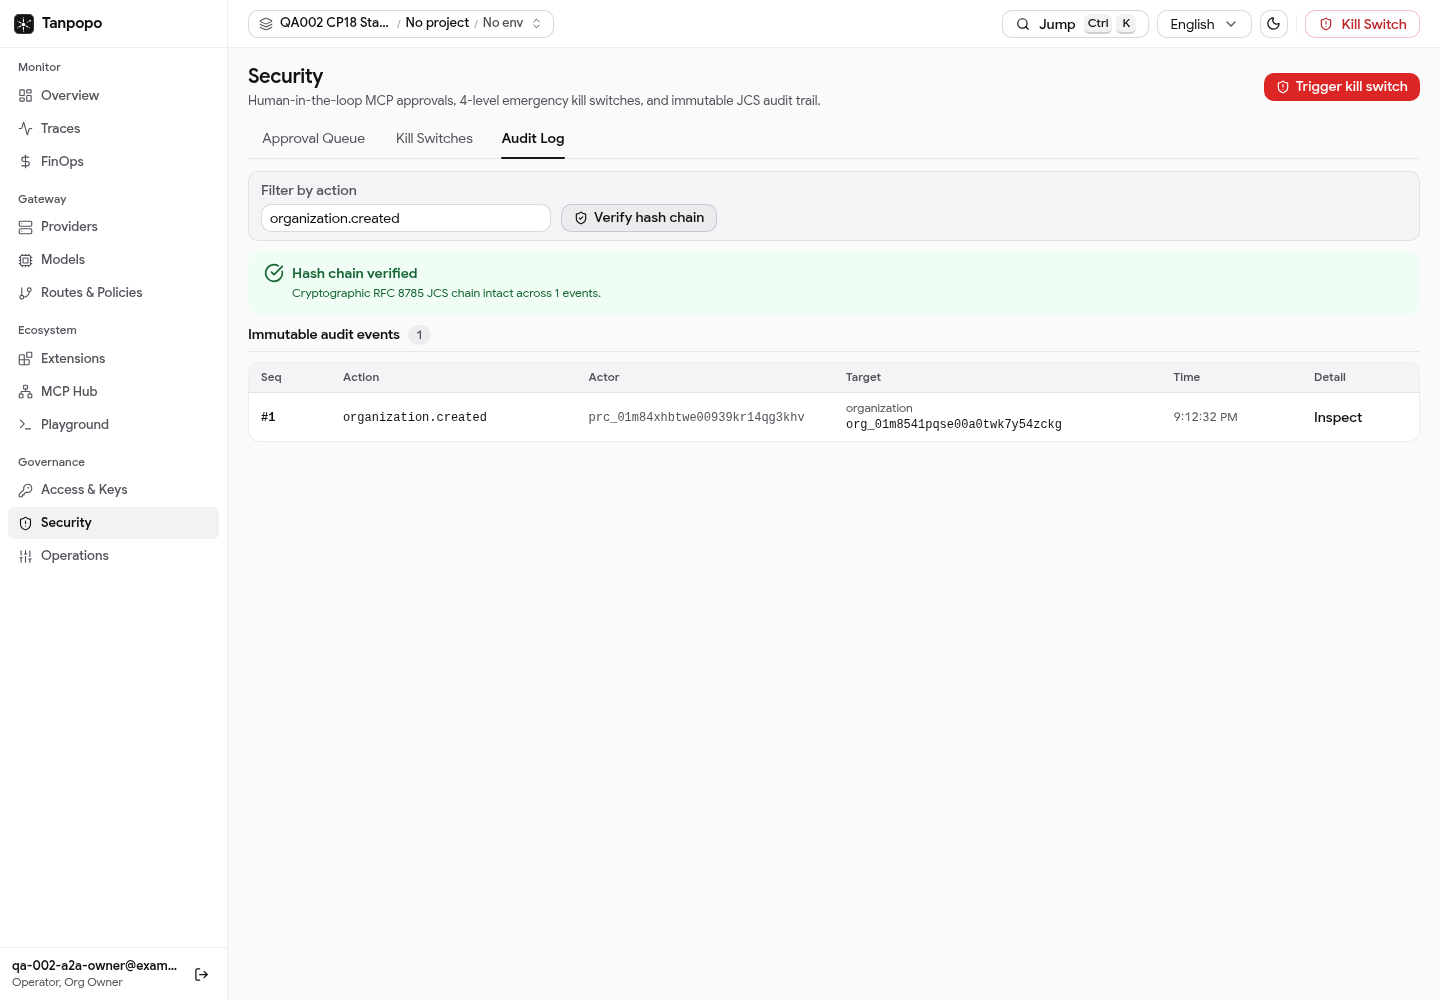 Tanpopo
QA002 CP18 Sta... / No project / No env
Jump Ctrl K
English
Kill Switch
Monitor
Overview
Traces
FinOps
Gateway
Providers
Models
Routes & Policies
Ecosystem
Extensions
MCP Hub
Playground
Governance
Access & Keys
Security
Operations
qa-002-a2a-owner@exam...
Operator, Org Owner
Security
Human-in-the-loop MCP approvals, 4-level emergency kill switches, and immutable JCS audit trail.
Trigger kill switch
Approval Queue Kill Switches Audit Log
Filter by action
organization.created Verify hash chain
Hash chain verified
Cryptographic RFC 8785 JCS chain intact across 1 events.
Immutable audit events 1
Seq Action Actor Target Time Detail
#1 organization.created prc_01m84xhbtwe00939kr14qg3khv organization 9:12:32 PM Inspect
org_01m8541pqse00a0twk7y54zckg